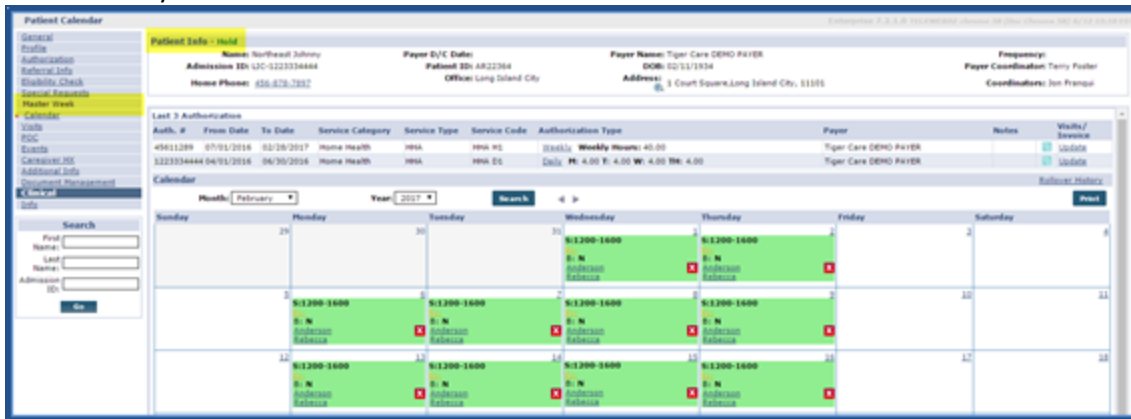 Patient Calendar
General
Profile
Authorization
Referral Info
Eligibility Check
Special Requests
Master Week
Calendar
Visits
POC
Events
Caregiver HX
Additional Info
Document Management
Clinical
Info
Search
First Name:
Last Name:
Admission ID:
Go
Patient Info - Hold
Name: Northeast Johnny Payer D/C Date: Payer Name: Tiger Care DEMO PAYER Frequency:
Admission ID: LIC-1223334444 Patient ID: AR22364 DOB: 02/11/1934 Payer Coordinator: Terry Foster
Home Phone: 456-879-7897 Office: Long Island City Address: 1 Court Square,Long Island City, 11101 Coordinators: Jon Franqui
Last 3 Authorization
Auth. # From Date To Date Service Category Service Type Service Code Authorization Type Payer Notes Visits/ Invoice
45611289 07/01/2016 02/28/2017 Home Health HHA HHA H1 Weekly Weekly Hours: 40.00 Tiger Care DEMO PAYER Update
1223334444 04/01/2016 06/30/2016 Home Health HHA HHA D1 Daily M: 4.00 T: 4.00 W: 4.00 TH: 4.00 Tiger Care DEMO PAYER Update
Calendar Rollover History
Month: February Year: 2017 Search Print
Sunday Monday Tuesday Wednesday Thursday Friday Saturday
29 30 31 1 2 3 4
S:1200-1600 S:1200-1600
B: N B: N
Anderson X Anderson X
Rebecca Rebecca
5 6 7 8 9 10 11
S:1200-1600 S:1200-1600 S:1200-1600 S:1200-1600
B: N B: N B: N B: N
Anderson X Anderson X Anderson X Anderson X
Rebecca Rebecca Rebecca Rebecca
12 13 14 15 16 17 18
S:1200-1600 S:1200-1600 S:1200-1600 S:1200-1600
B: N B: N B: N B: N
Anderson X Anderson X Anderson X Anderson X
Rebecca Rebecca Rebecca Rebecca